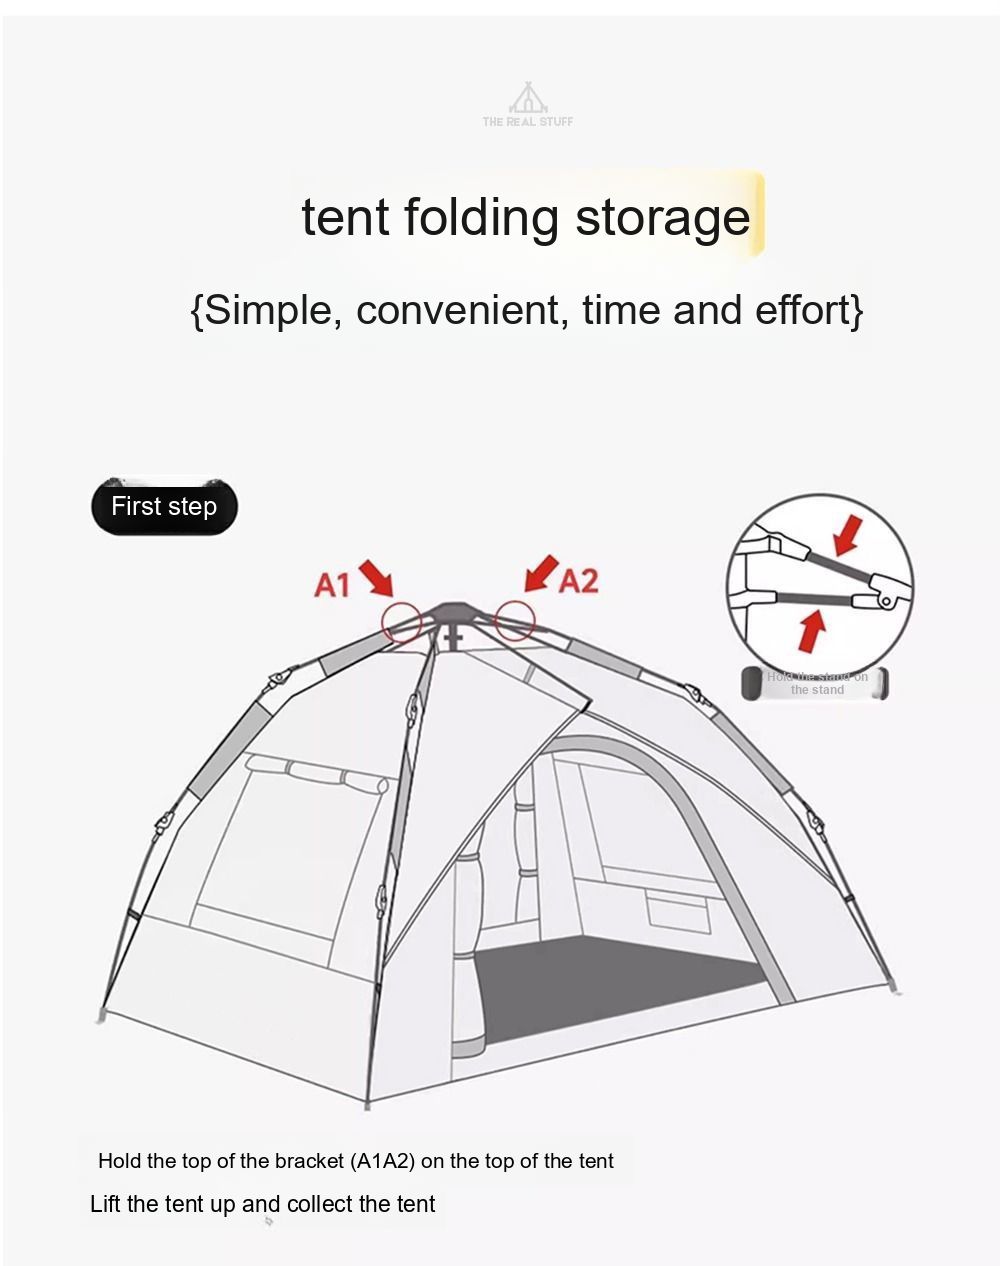 THE REAL STUFF
tent folding storage
{Simple, convenient, time and effort}
First step
A1
A2
Hold the stand on
the stand
Hold the top of the bracket (A1A2) on the top of the tent
Lift the tent up and collect the tent